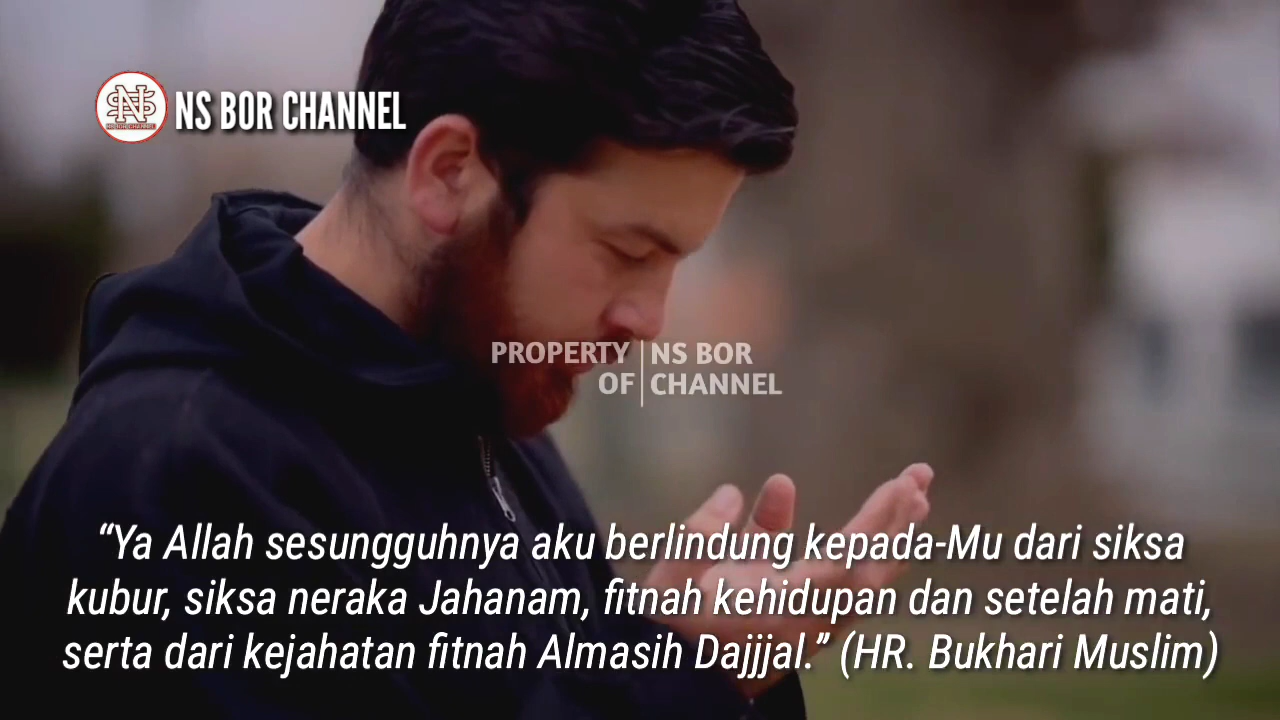 NS BOR CHANNEL
PROPERTY OF
NS BOR CHANNEL
“Ya Allah sesungguhnya aku berlindung kepada-Mu dari siksa
kubur, siksa neraka Jahanam, fitnah kehidupan dan setelah mati,
serta dari kejahatan fitnah Almasih Dajjjal.” (HR. Bukhari Muslim)